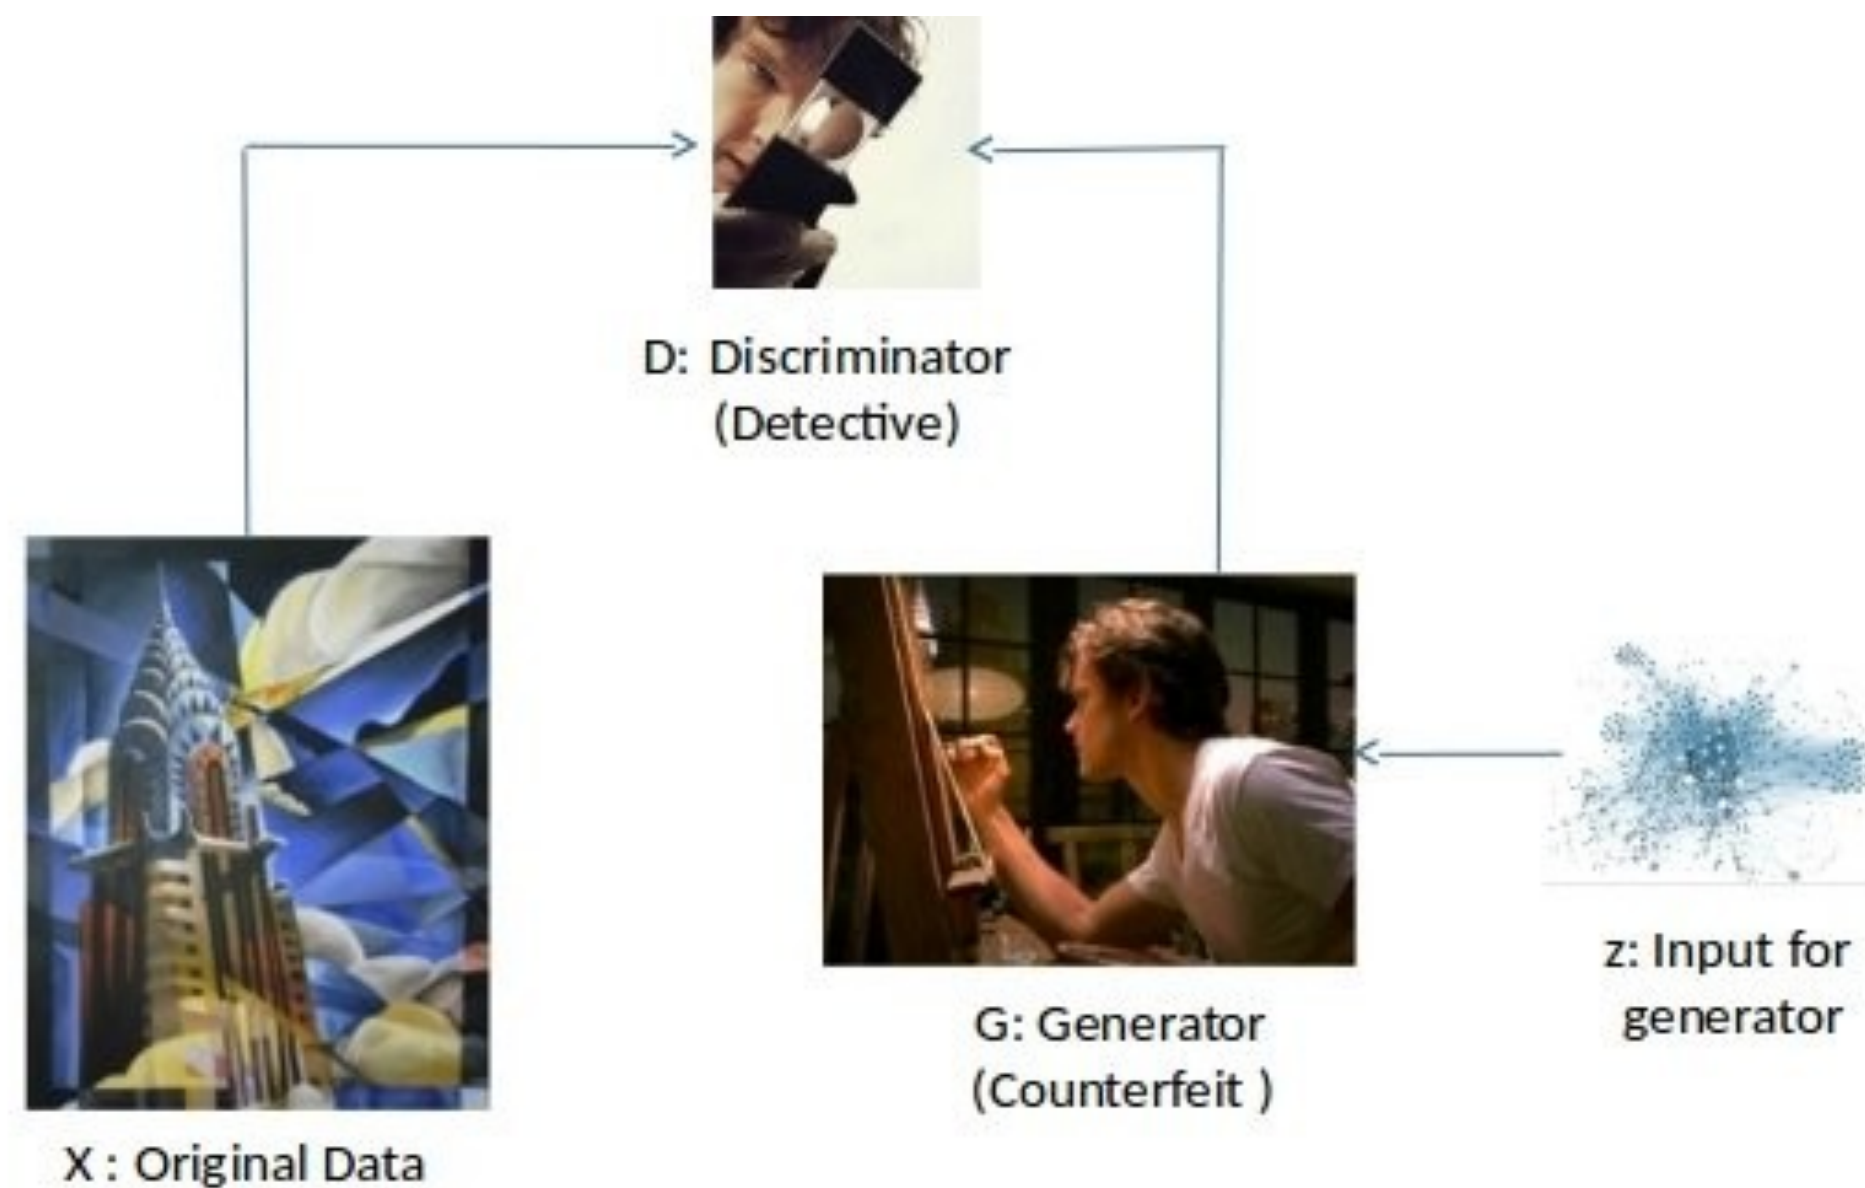 D: Discriminator
(Detective)
z: Input for
generator
G: Generator
(Counterfeit )
X : Original Data